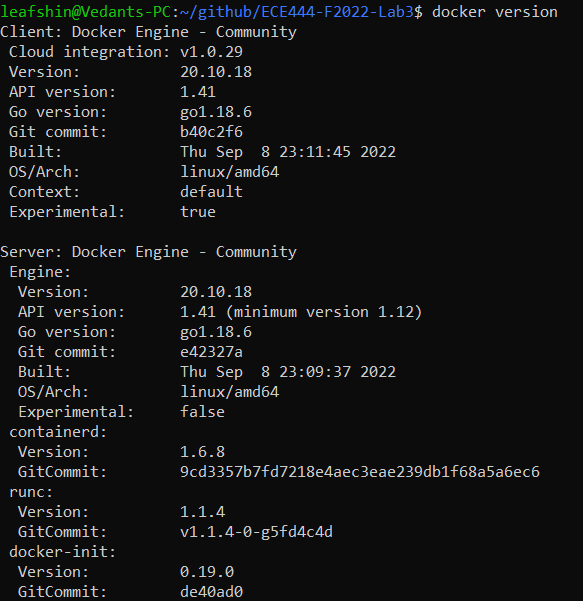 leafshin@Vedants-PC:~/github/ECE444-F2022-Lab3$ docker version
Client: Docker Engine - Community
 Cloud integration: v1.0.29
 Version:           20.10.18
 API version:       1.41
 Go version:        go1.18.6
 Git commit:        b40c2f6
 Built:             Thu Sep  8 23:11:45 2022
 OS/Arch:           linux/amd64
 Context:           default
 Experimental:      true

Server: Docker Engine - Community
 Engine:
  Version:          20.10.18
  API version:      1.41 (minimum version 1.12)
  Go version:       go1.18.6
  Git commit:       e42327a
  Built:            Thu Sep  8 23:09:37 2022
  OS/Arch:          linux/amd64
  Experimental:     false
 containerd:
  Version:          1.6.8
  GitCommit:        9cd3357b7fd7218e4aec3eae239db1f68a5a6ec6
 runc:
  Version:          1.1.4
  GitCommit:        v1.1.4-0-g5fd4c4d
 docker-init:
  Version:          0.19.0
  GitCommit:        de40ad0